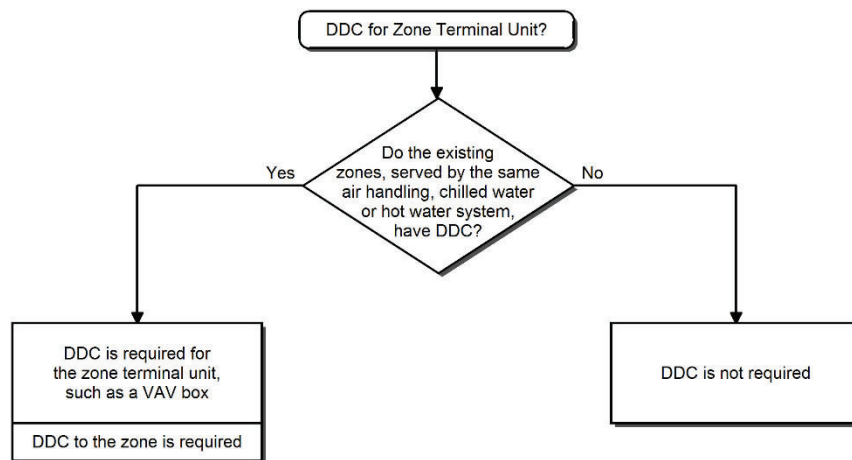 DDC for Zone Terminal Unit?
Do the existing
zones, served by the same
air handling, chilled water
or hot water system,
have DDC?
Yes
No
DDC is required for
the zone terminal unit,
such as a VAV box
DDC to the zone is required
DDC is not required